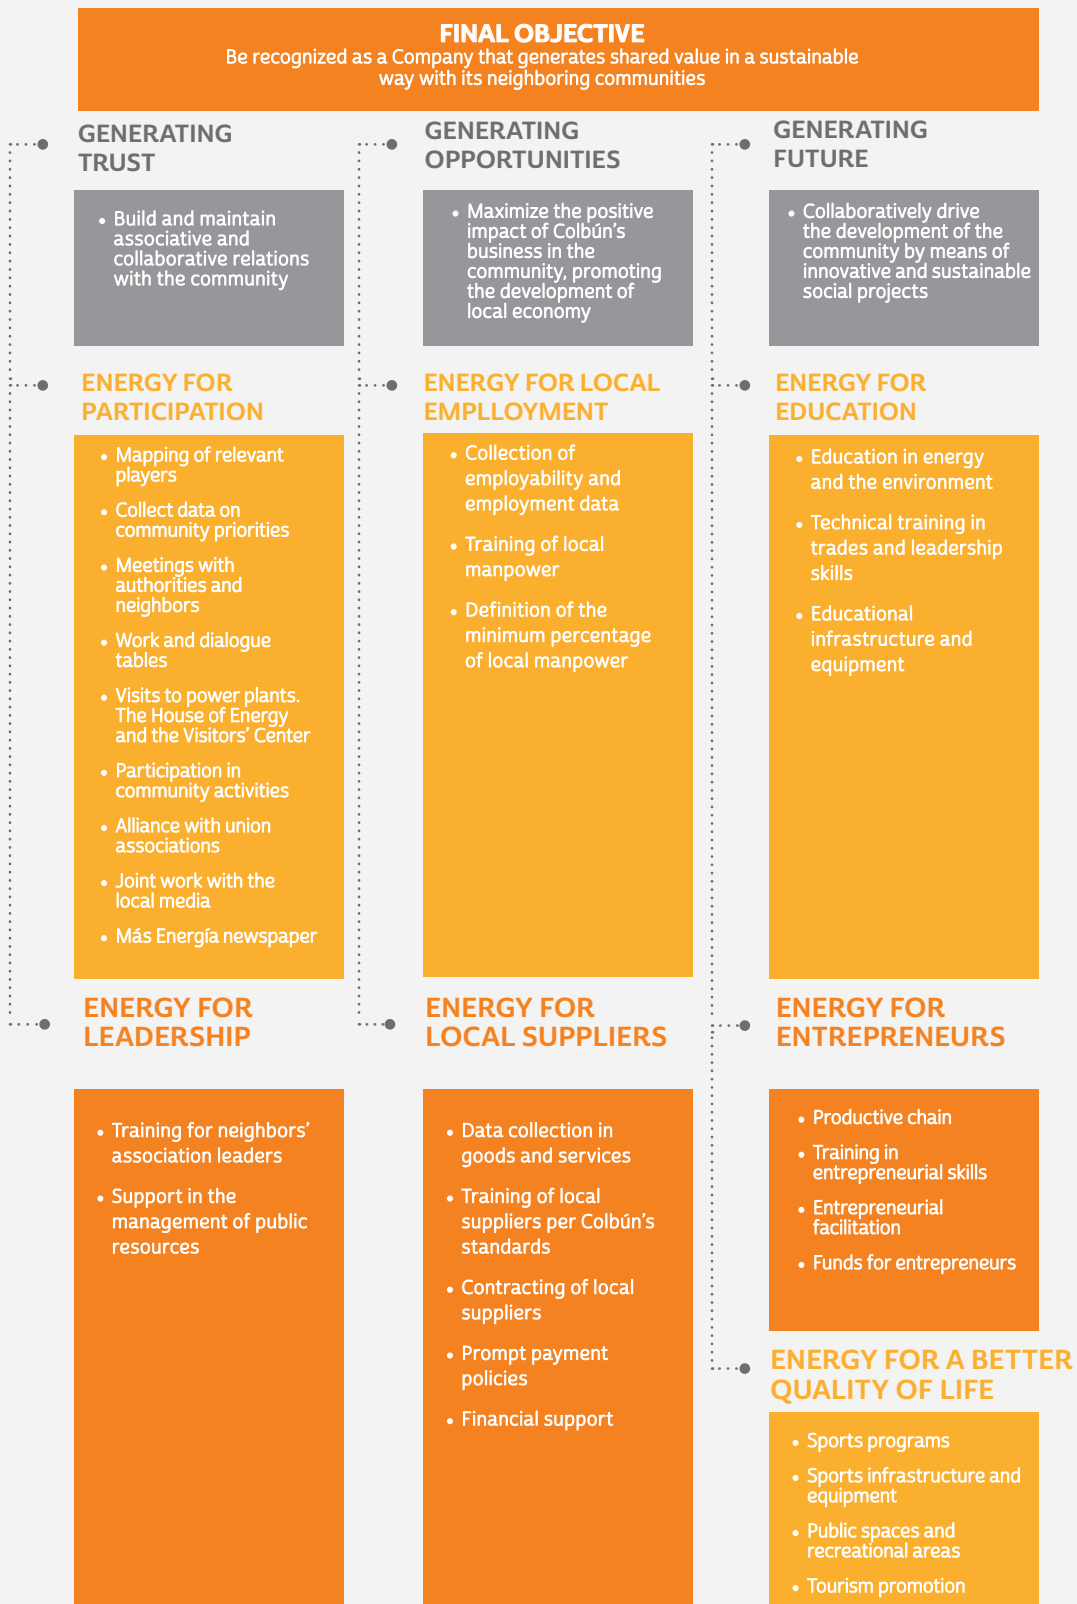 FINAL OBJECTIVE
Be recognized as a Company that generates shared value in a sustainable
way with its neighboring communities
GENERATING
TRUST
• Build and maintain
associative and
collaborative relations
with the community
ENERGY FOR
PARTICIPATION
• Mapping of relevant
players
• Collect data on
community priorities
• Meetings with
authorities and
neighbors
• Work and dialogue
tables
• Visits to power plants.
The House of Energy
and the Visitors’ Center
• Participation in
community activities
• Alliance with union
associations
• Joint work with the
local media
• Más Energía newspaper
ENERGY FOR
LEADERSHIP
• Training for neighbors’
association leaders
• Support in the
management of public
resources
GENERATING
OPPORTUNITIES
• Maximize the positive
impact of Colbún’s
business in the
community, promoting
the development of
local economy
ENERGY FOR LOCAL
EMPLLOYMENT
• Collection of
employability and
employment data
• Training of local
manpower
• Definition of the
minimum percentage
of local manpower
ENERGY FOR
LOCAL SUPPLIERS
• Data collection in
goods and services
• Training of local
suppliers per Colbún’s
standards
• Contracting of local
suppliers
• Prompt payment
policies
• Financial support
GENERATING
FUTURE
• Collaboratively drive
the development of the
community by means of
innovative and sustainable
social projects
ENERGY FOR
EDUCATION
• Education in energy
and the environment
• Technical training in
trades and leadership
skills
• Educational
infrastructure and
equipment
ENERGY FOR
ENTREPRENEURS
• Productive chain
• Training in
entrepreneurial skills
• Entrepreneurial
facilitation
• Funds for entrepreneurs
ENERGY FOR A BETTER
QUALITY OF LIFE
• Sports programs
• Sports infrastructure and
equipment
• Public spaces and
recreational areas
• Tourism promotion